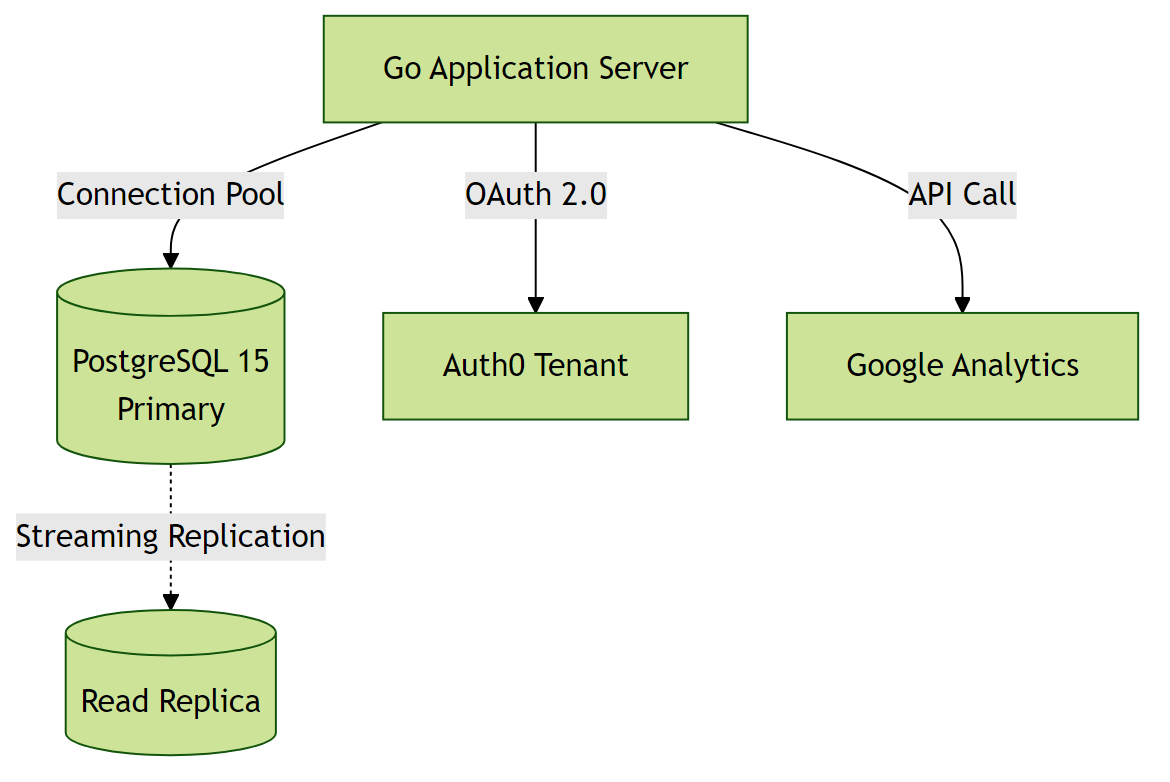 Go Application Server
Connection Pool
OAuth 2.0
API Call
PostgreSQL 15
Primary
Auth0 Tenant
Google Analytics
Streaming Replication
Read Replica